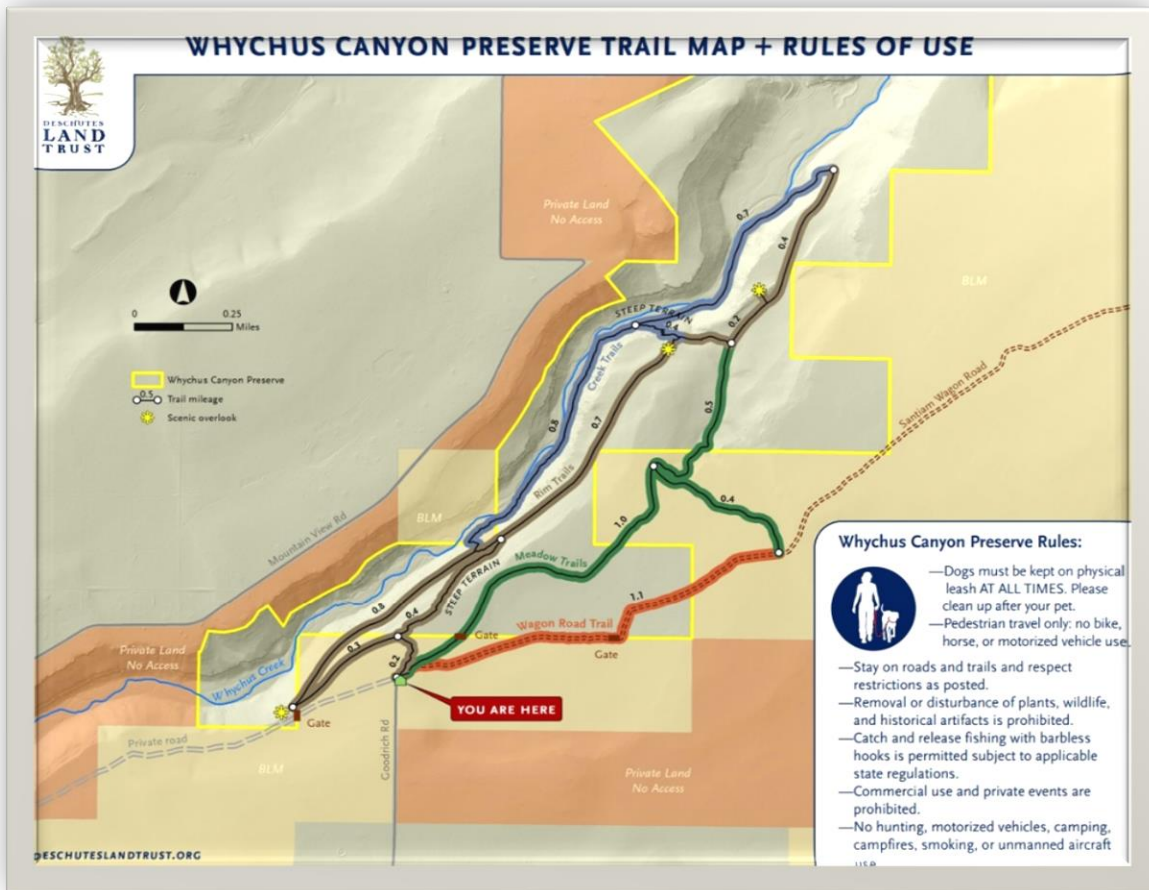 WHYCHUS CANYON PRESERVE TRAIL MAP + RULES OF USE
DESCHUTES
LAND
TRUST
Private Land
No Access
0.7
0.4
BLM
0 0.25
Miles
STEEP TERRAIN
0.4
0.2
Whychus Canyon Preserve
0.5
Trail mileage
Scenic overlook
Creek Trails
Santiam Wagon Road
0.8
0.7
0.5
Rim Trails
0.4
BLM
1.0
Mountain View Rd
Meadow Trails
STEEP TERRAIN
1.1
0.8
0.4
Wagon Road Trail
Gate
Gate
Private Land
No Access
0.3
0.2
Whychus Creek
YOU ARE HERE
Gate
Private road
Goodrich Rd
BLM
Private Land
No Access
Whychus Canyon Preserve Rules:
—Dogs must be kept on physical
leash AT ALL TIMES. Please
clean up after your pet.
—Pedestrian travel only: no bike,
horse, or motorized vehicle use.
—Stay on roads and trails and respect
restrictions as posted.
—Removal or disturbance of plants, wildlife,
and historical artifacts is prohibited.
—Catch and release fishing with barbless
hooks is permitted subject to applicable
state regulations.
—Commercial use and private events are
prohibited.
—No hunting, motorized vehicles, camping,
campfires, smoking, or unmanned aircraft
use
DESCHUTESLANDTRUST.ORG